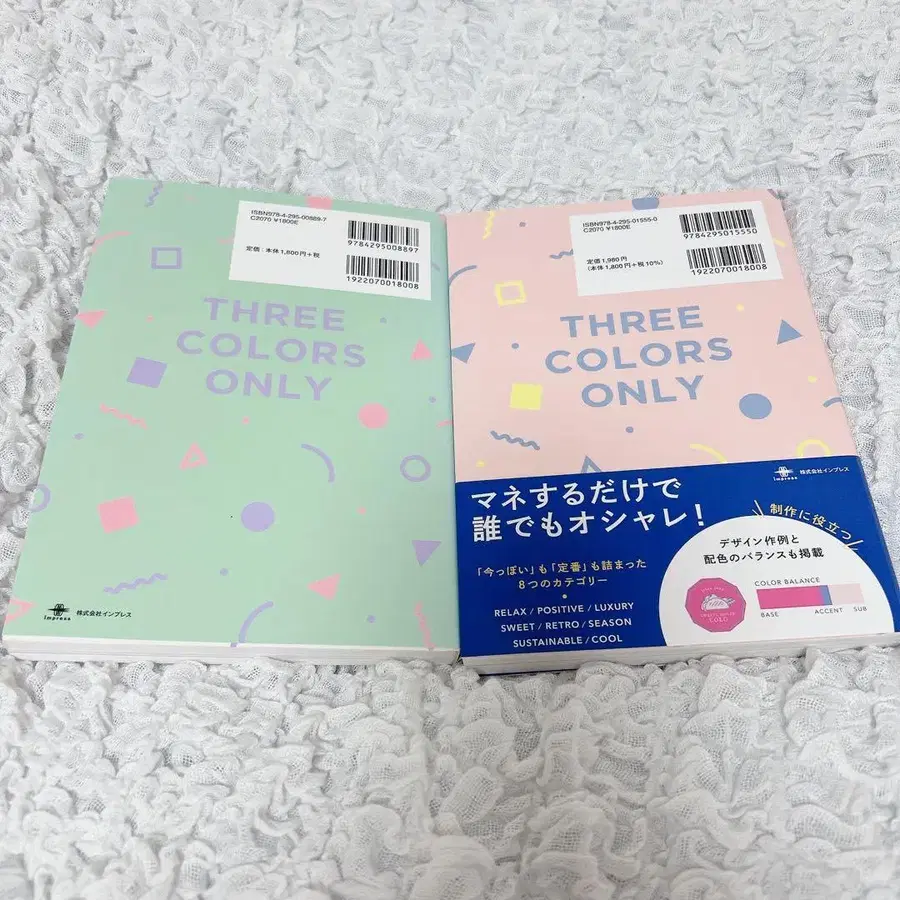 ISBN978-4-295-00889-7
C2070 ¥1800E
定価:本体1,800円+税
9784295008897
1922070018008
THREE
COLORS
ONLY
impress
株式会社インプレス
ISBN978-4-295-01555-0
C2070 ¥1800E
定価1,980円
(本体1,800円+税10%)
9784295015550
1922070018008
THREE
COLORS
ONLY
impress
株式会社インプレス
マネするだけで
誰でもオシャレ!
「今っぽい」も「定番」も詰まった
8つのカテゴリー
RELAX / POSITIVE / LUXURY
SWEET / RETRO / SEASON
SUSTAINABLE / COOL
制作に役立つ
デザイン作例と
配色のバランスも掲載
COLOR BALANCE
BASE
ACCENT
SUB